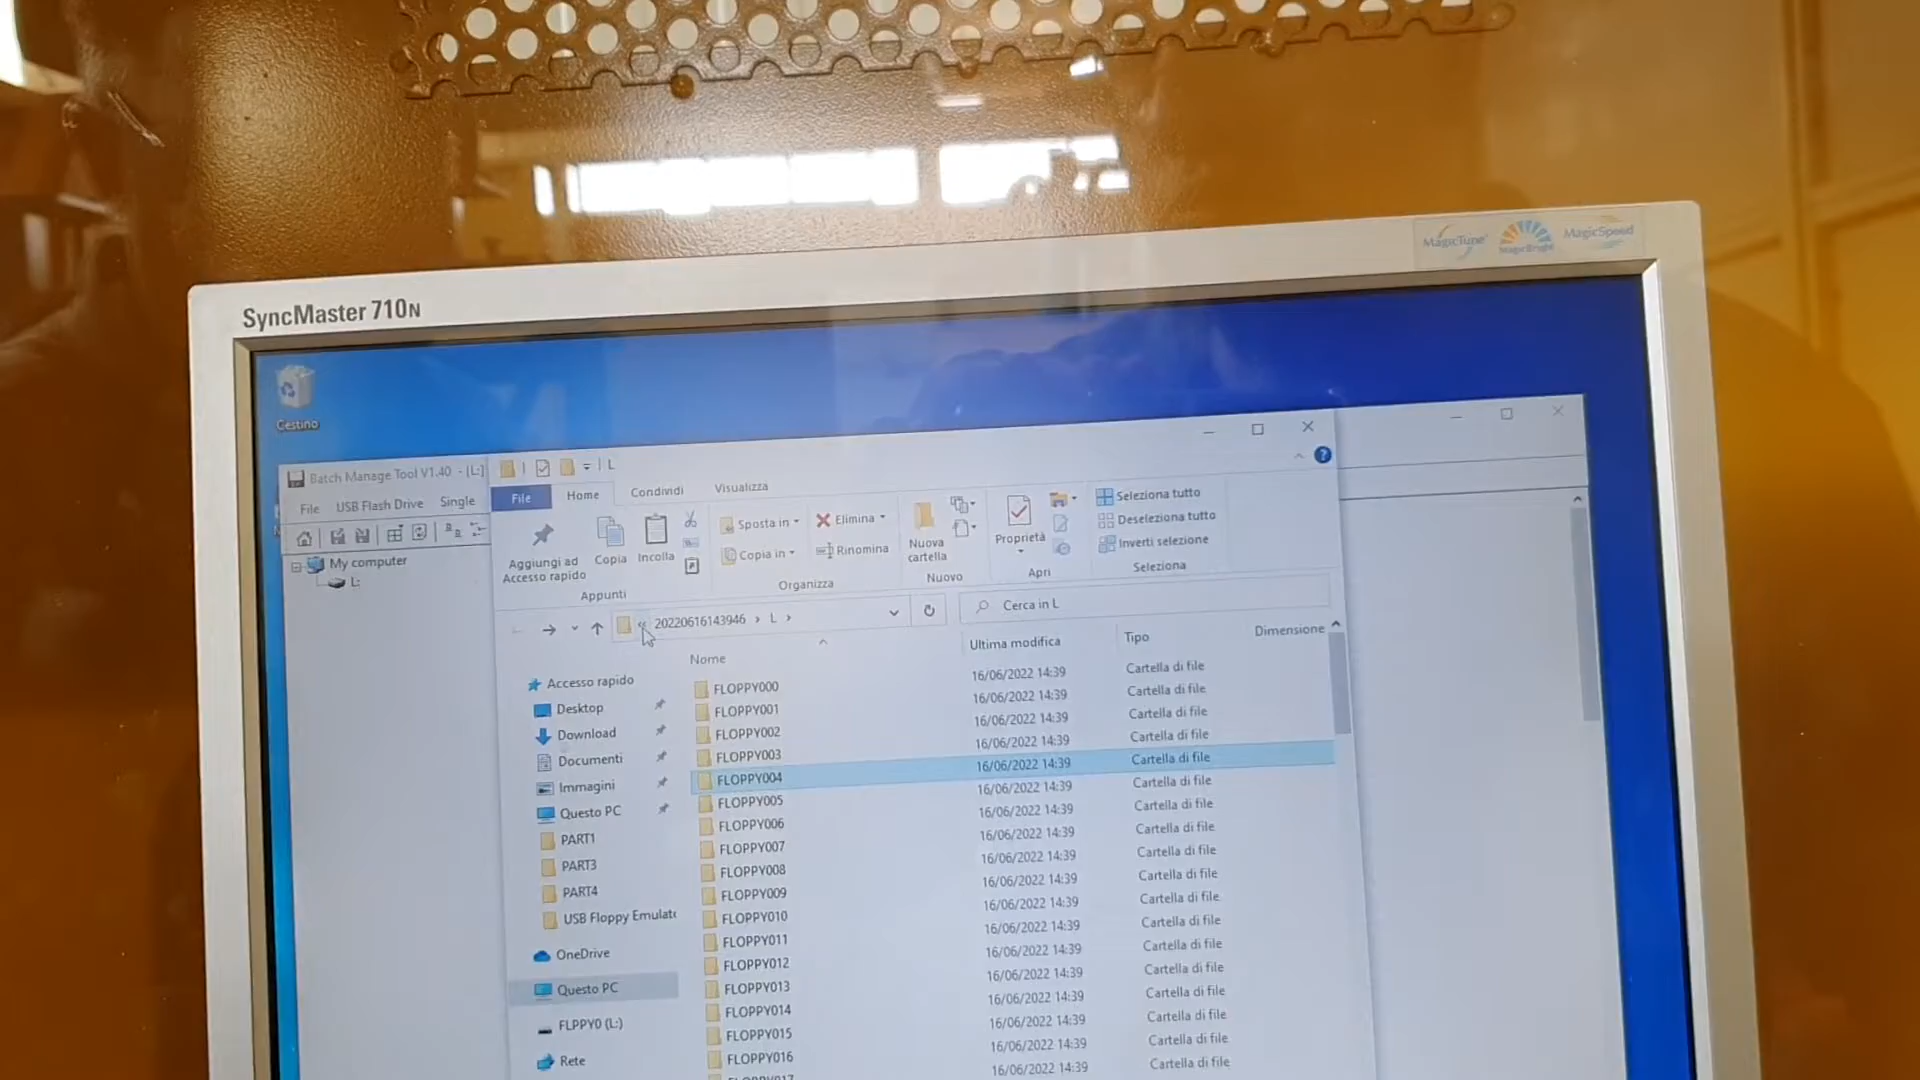 MagicTune MagicBright MagicSpeed
SyncMaster 710N
Cestino
Batch Manage Tool V1.40 - [L:]
L
File USB Flash Drive Single
File Home Condividi Visualizza
Aggiungi ad
Accesso rapido
Copia
Incolla
Appunti
Sposta in
Copia in
Elimina
Rinomina
Organizza
Nuova
cartella
Nuovo
Proprietà
Apri
Seleziona tutto
Deseleziona tutto
Inverti selezione
Seleziona
My computer
L:
« 20220616143946 › L ›
Cerca in L
Nome Ultima modifica Tipo Dimensione
Accesso rapido
Desktop
Download
Documenti
Immagini
Questo PC
PART1
PART3
PART4
USB Floppy Emulato
OneDrive
Questo PC
FLPPY0 (L:)
Rete
FLOPPY000 16/06/2022 14:39 Cartella di file
FLOPPY001 16/06/2022 14:39 Cartella di file
FLOPPY002 16/06/2022 14:39 Cartella di file
FLOPPY003 16/06/2022 14:39 Cartella di file
FLOPPY004 16/06/2022 14:39 Cartella di file
FLOPPY005 16/06/2022 14:39 Cartella di file
FLOPPY006 16/06/2022 14:39 Cartella di file
FLOPPY007 16/06/2022 14:39 Cartella di file
FLOPPY008 16/06/2022 14:39 Cartella di file
FLOPPY009 16/06/2022 14:39 Cartella di file
FLOPPY010 16/06/2022 14:39 Cartella di file
FLOPPY011 16/06/2022 14:39 Cartella di file
FLOPPY012 16/06/2022 14:39 Cartella di file
FLOPPY013 16/06/2022 14:39 Cartella di file
FLOPPY014 16/06/2022 14:39 Cartella di file
FLOPPY015 16/06/2022 14:39 Cartella di file
FLOPPY016 16/06/2022 14:39 Cartella di file
FLOPPY017